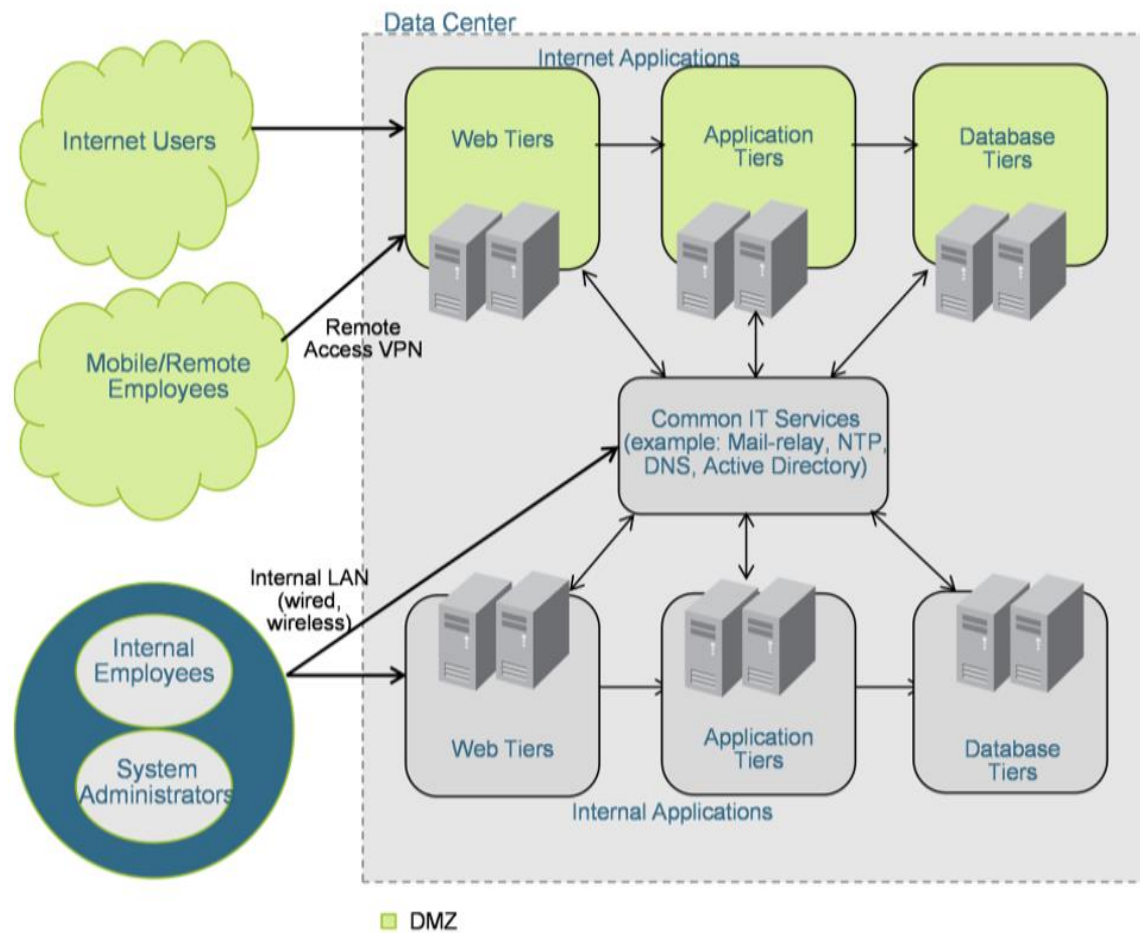 Data Center
Internet Applications
Internet Users
Web Tiers
Application
Tiers
Database
Tiers
Mobile/Remote
Employees
Remote
Access VPN
Common IT Services
(example: Mail-relay, NTP,
DNS, Active Directory)
Internal LAN
(wired,
wireless)
Internal
Employees
System
Administrators
Web Tiers
Application
Tiers
Database
Tiers
Internal Applications
DMZ